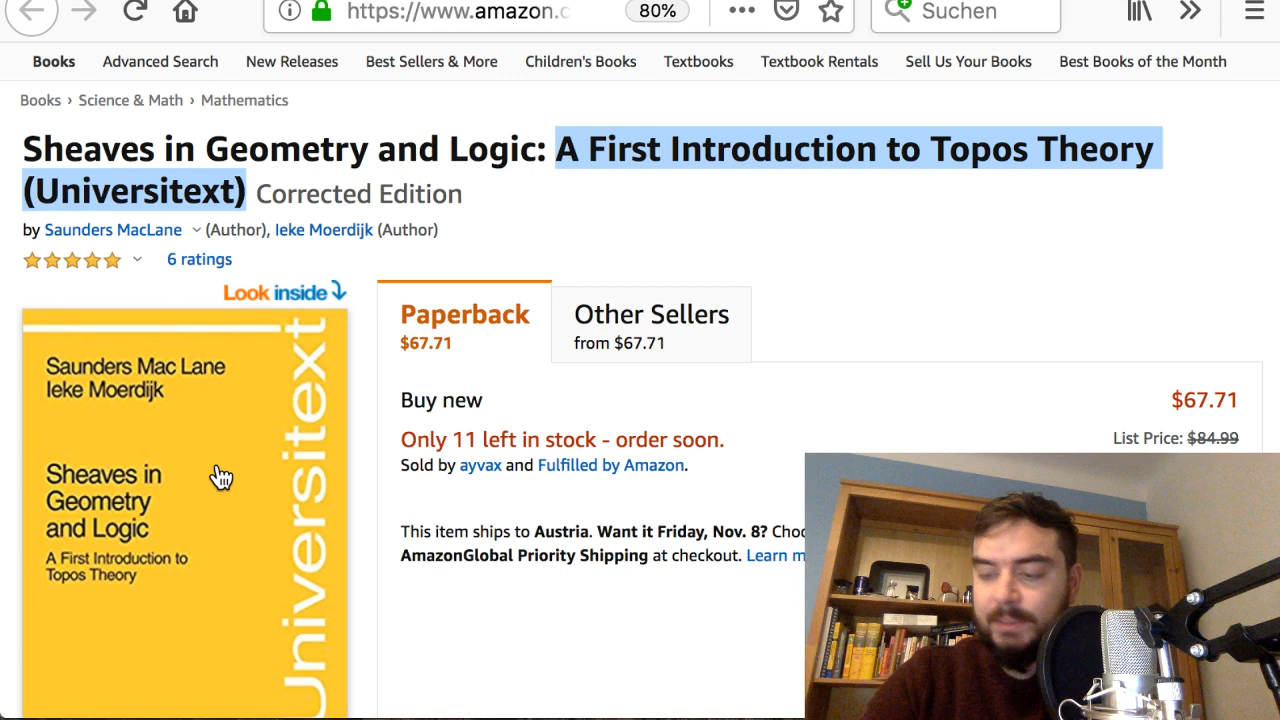 https://www.amazon.c
80%
Suchen
Books Advanced Search New Releases Best Sellers & More Children's Books Textbooks Textbook Rentals Sell Us Your Books Best Books of the Month
Books › Science & Math › Mathematics
Sheaves in Geometry and Logic: A First Introduction to Topos Theory
(Universitext) Corrected Edition
by Saunders MacLane (Author), Ieke Moerdijk (Author)
6 ratings
Look inside
Saunders Mac Lane
Ieke Moerdijk
Sheaves in
Geometry
and Logic
A First Introduction to
Topos Theory
Universitext
Paperback
$67.71
Other Sellers
from $67.71
Buy new $67.71
Only 11 left in stock - order soon.
List Price: $84.99
Sold by ayvax and Fulfilled by Amazon.
This item ships to Austria. Want it Friday, Nov. 8? Choo
AmazonGlobal Priority Shipping at checkout. Learn m